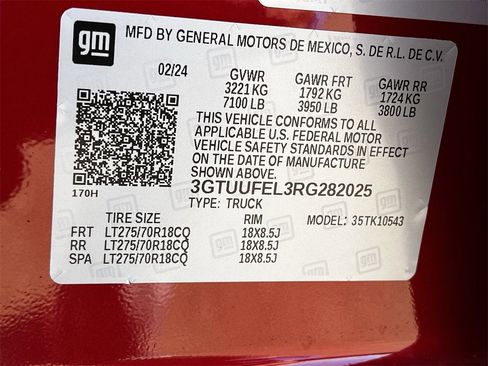 gm
MFD BY GENERAL MOTORS DE MEXICO, S. DE R.L. DE C.V.
02/24 GVWR GAWR FRT GAWR RR
3221 KG 1792 KG 1724 KG
7100 LB 3950 LB 3800 LB
THIS VEHICLE CONFORMS TO ALL
APPLICABLE U.S. FEDERAL MOTOR
VEHICLE SAFETY STANDARDS IN EFFECT
ON THE DATE OF MANUFACTURE
SHOWN ABOVE.
3GTUUFEL3RG282025
170H TYPE: TRUCK
TIRE SIZE RIM MODEL: 35TK10543
FRT LT275/70R18CQ 18X8.5J
RR LT275/70R18CQ 18X8.5J
SPA LT275/70R18CQ 18X8.5J